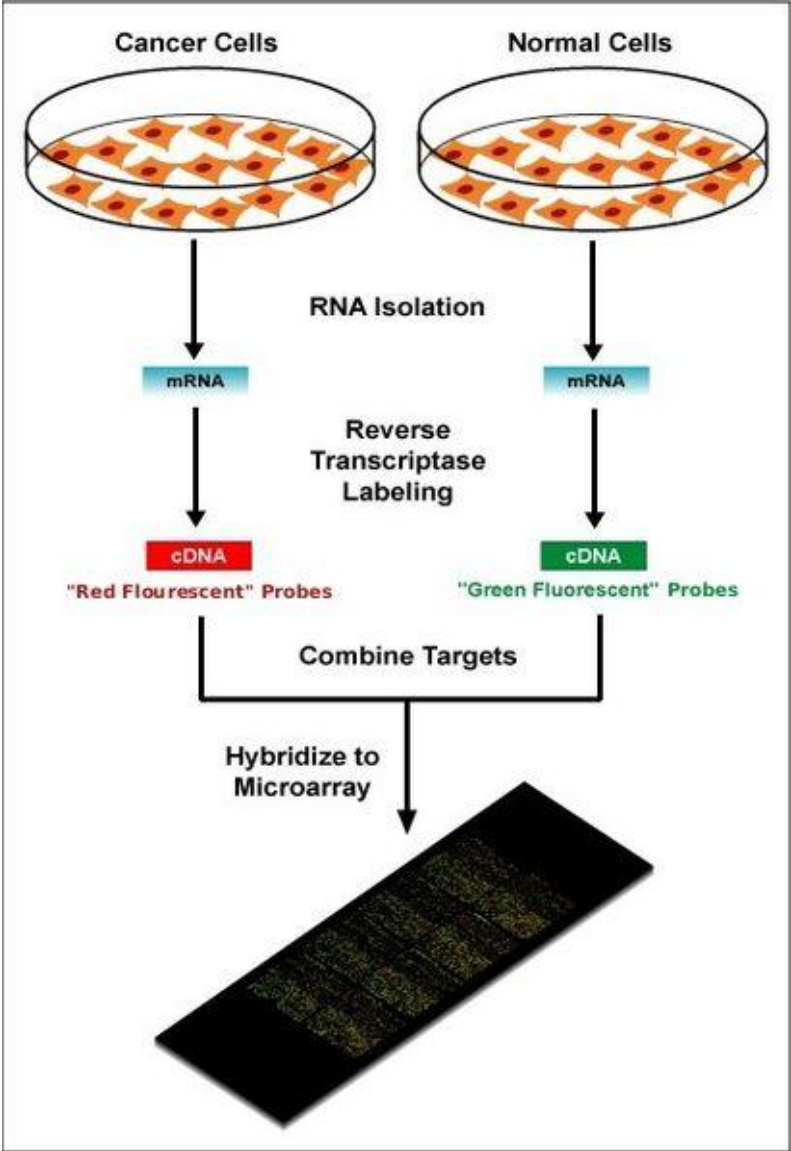 Cancer Cells
Normal Cells
RNA Isolation
mRNA
mRNA
Reverse
Transcriptase
Labeling
cDNA
cDNA
"Red Flourescent" Probes
"Green Fluorescent" Probes
Combine Targets
Hybridize to
Microarray